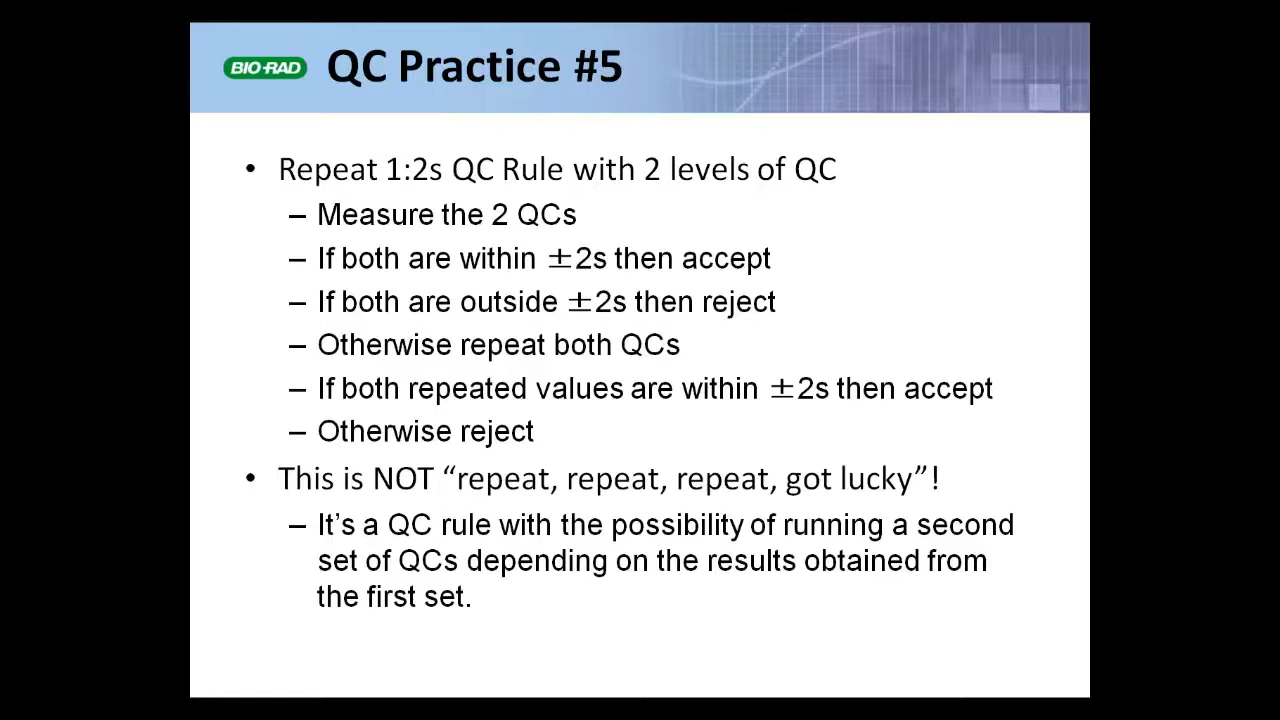 BIO-RAD
QC Practice #5
• Repeat 1:2s QC Rule with 2 levels of QC
– Measure the 2 QCs
– If both are within ±2s then accept
– If both are outside ±2s then reject
– Otherwise repeat both QCs
– If both repeated values are within ±2s then accept
– Otherwise reject
• This is NOT “repeat, repeat, repeat, got lucky”!
– It’s a QC rule with the possibility of running a second
set of QCs depending on the results obtained from
the first set.